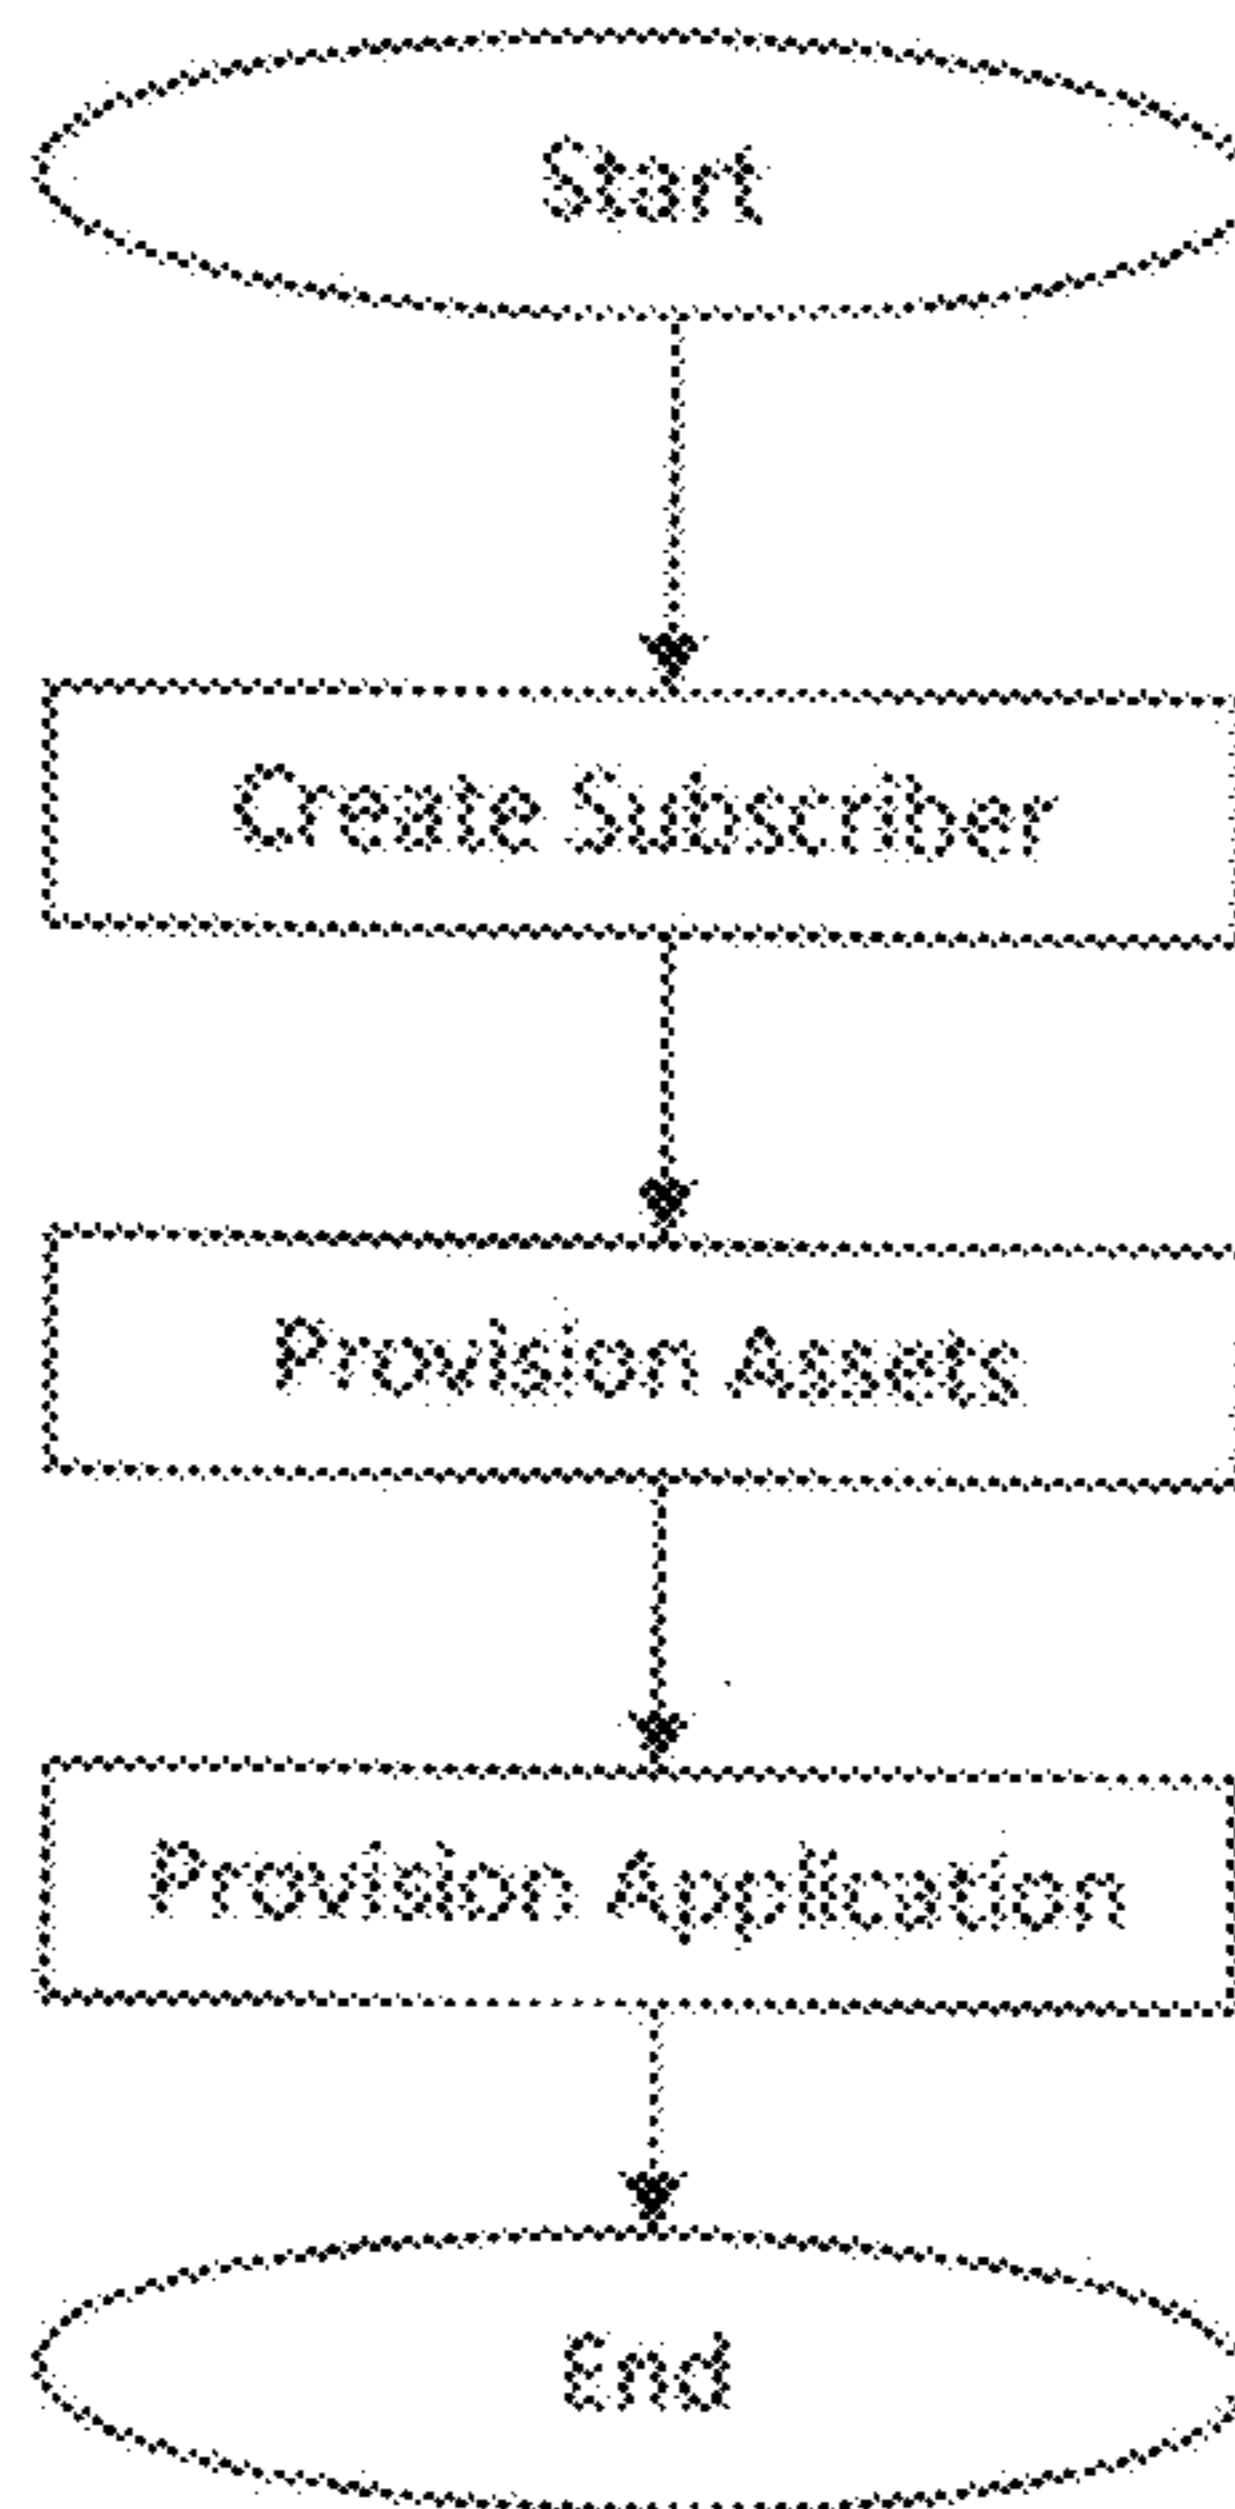 Start
Create Subscriber
Provision Assets
Provision Application
End